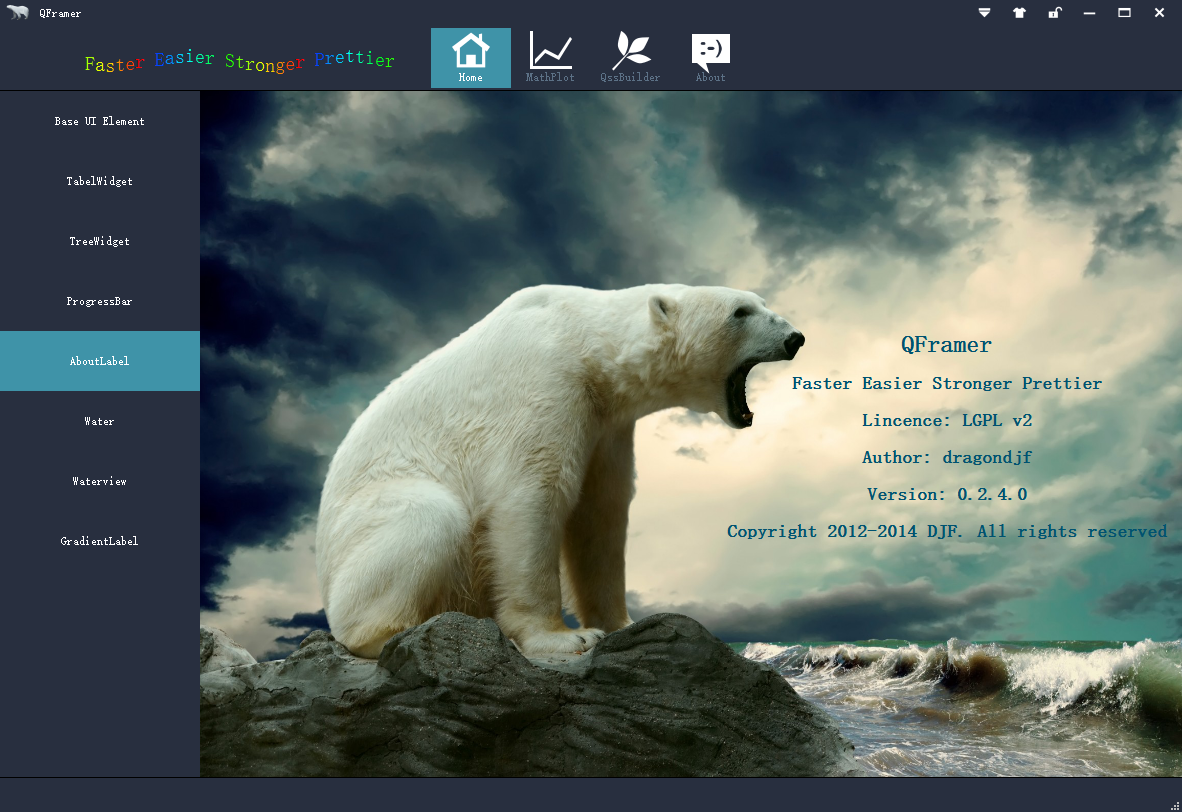 QFramer
Faster Easier Stronger Prettier
Home
MathPlot
QssBuilder
:-)
About
Base UI Element
TabelWidget
TreeWidget
ProgressBar
AboutLabel
Water
Waterview
GradientLabel
QFramer
Faster Easier Stronger Prettier
Lincence: LGPL v2
Author: dragondjf
Version: 0.2.4.0
Copyright 2012-2014 DJF. All rights reserved